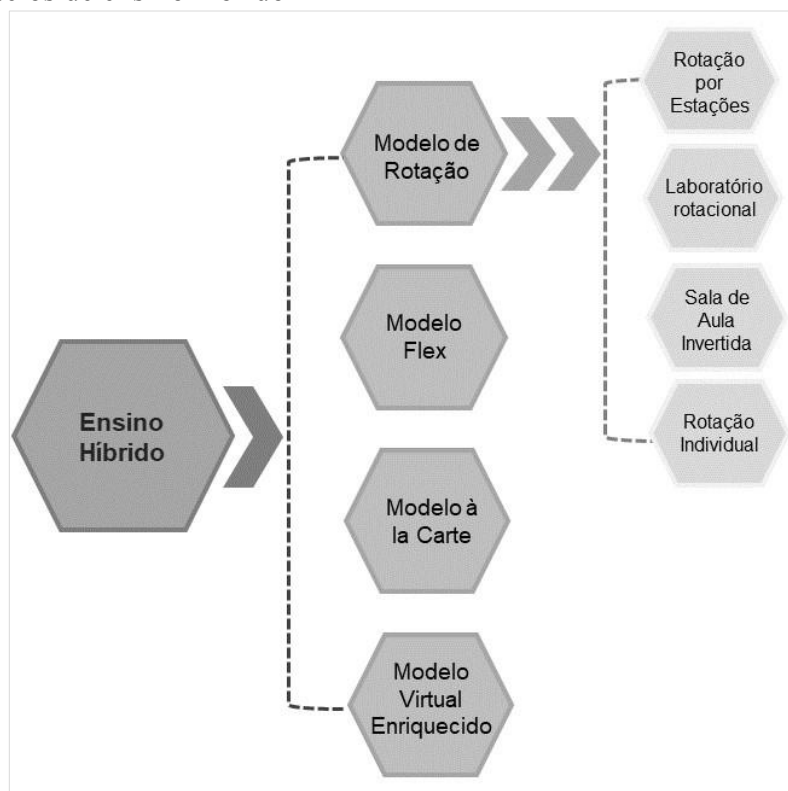 Ensino
Híbrido
Modelo de
Rotação
Modelo
Flex
Modelo à
la Carte
Modelo
Virtual
Enriquecido
Rotação
por
Estações
Laboratório
rotacional
Sala de
Aula
Invertida
Rotação
Individual